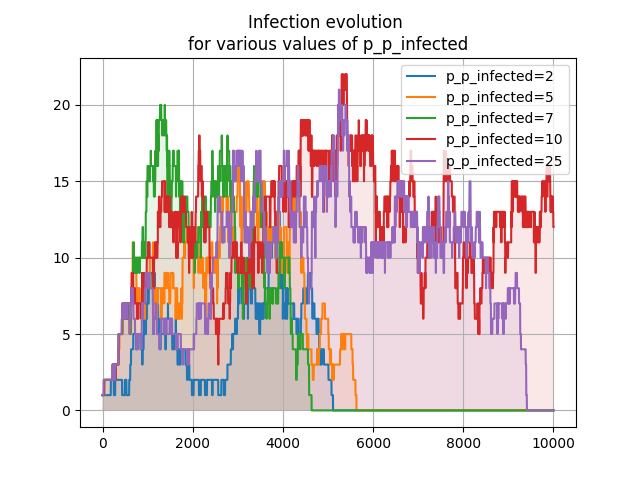 Infection evolution
for various values of p_p_infected
p_p_infected=2
p_p_infected=5
p_p_infected=7
p_p_infected=10
p_p_infected=25
20
15
10
5
0
0 2000 4000 6000 8000 10000